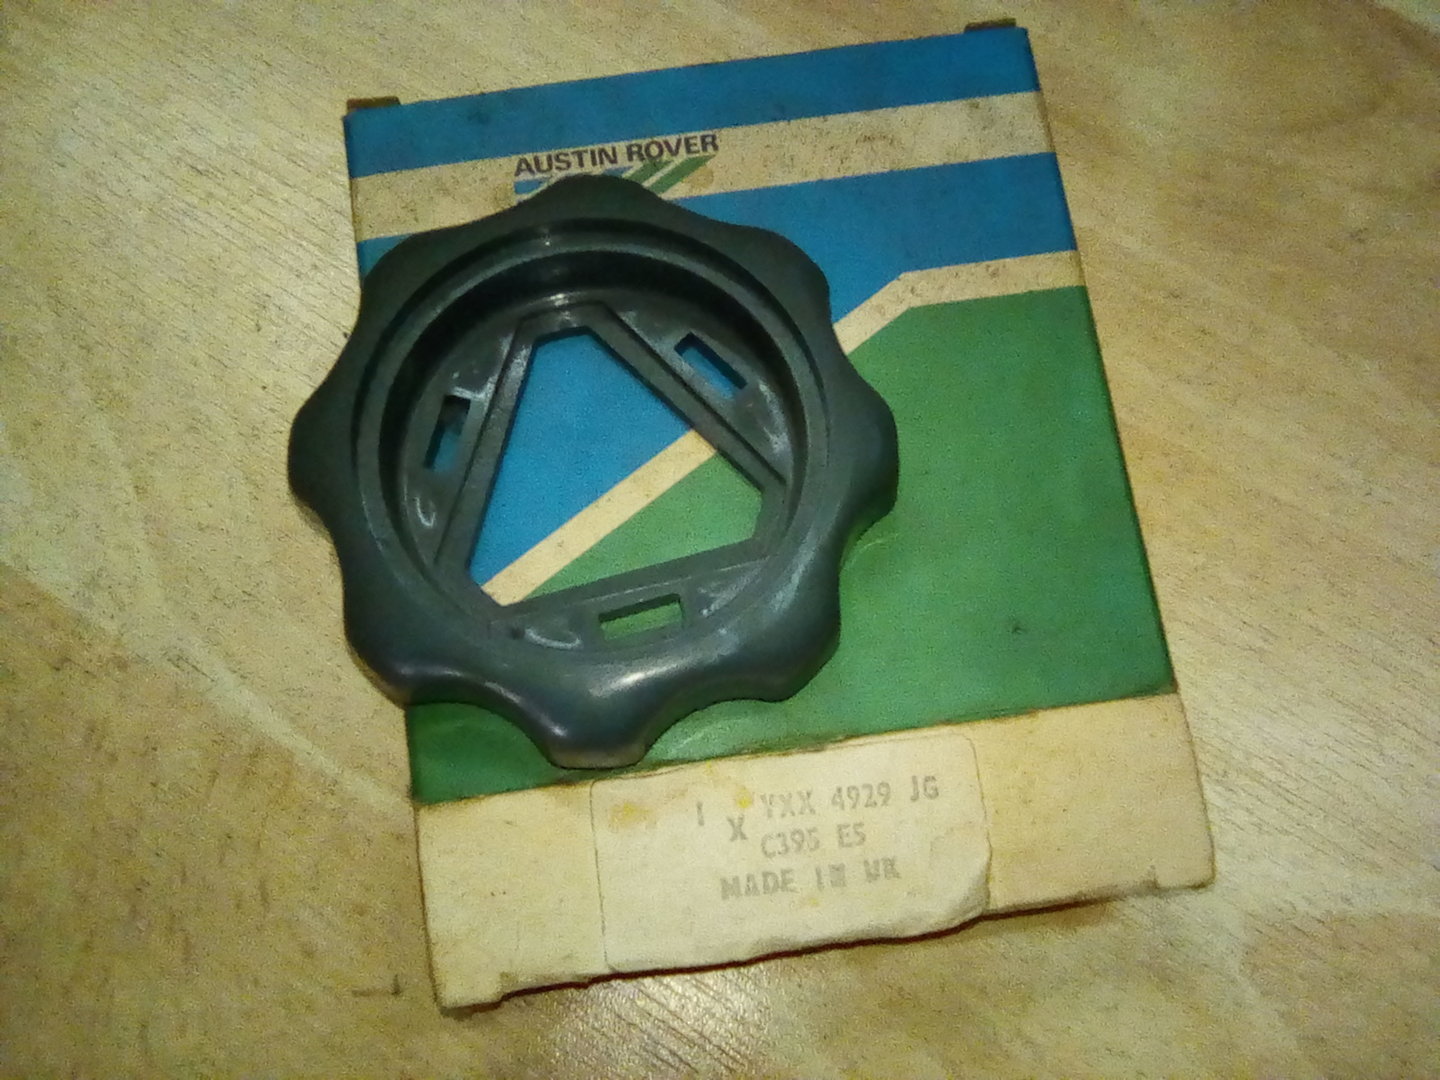 AUSTIN ROVER
1 X YXX 4929 JG
C395 E5
MADE IN UK